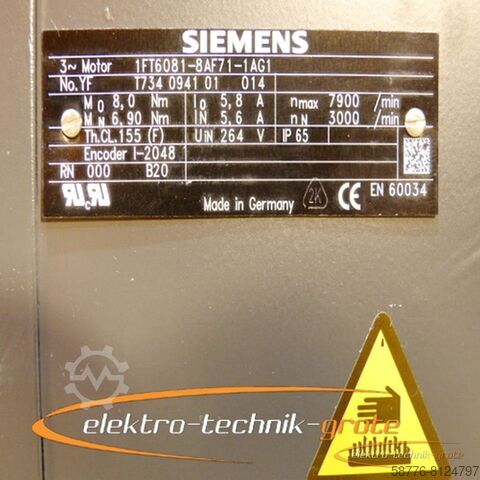 SIEMENS
3~ Motor 1FT6081-8AF71-1AG1
No.YF T734 0941 01 014
M0 8,0 Nm I0 5,8 A nmax 7900 /min
MN 6,90 Nm IN 5,6 A nN 3000 /min
Th.CL.155 (F) UIN 264 V IP 65
Encoder I-2048
RN 000 B20
EN 60034
Made in Germany 2K CE
elektro-technik-grote
58776-8124797